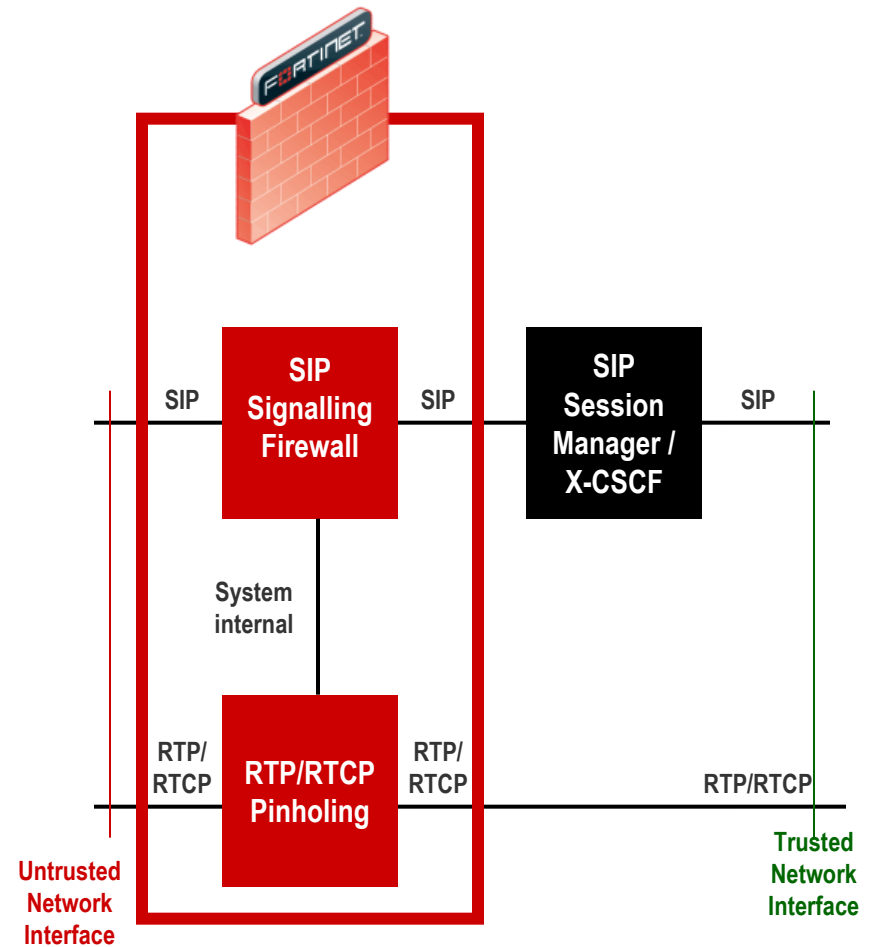 FORTINET
SIP
Signalling
Firewall
SIP
Session
Manager /
X-CSCF
SIP
SIP
SIP
System
internal
RTP/
RTCP
RTP/RTCP
Pinholing
RTP/
RTCP
RTP/RTCP
Untrusted
Network
Interface
Trusted
Network
Interface